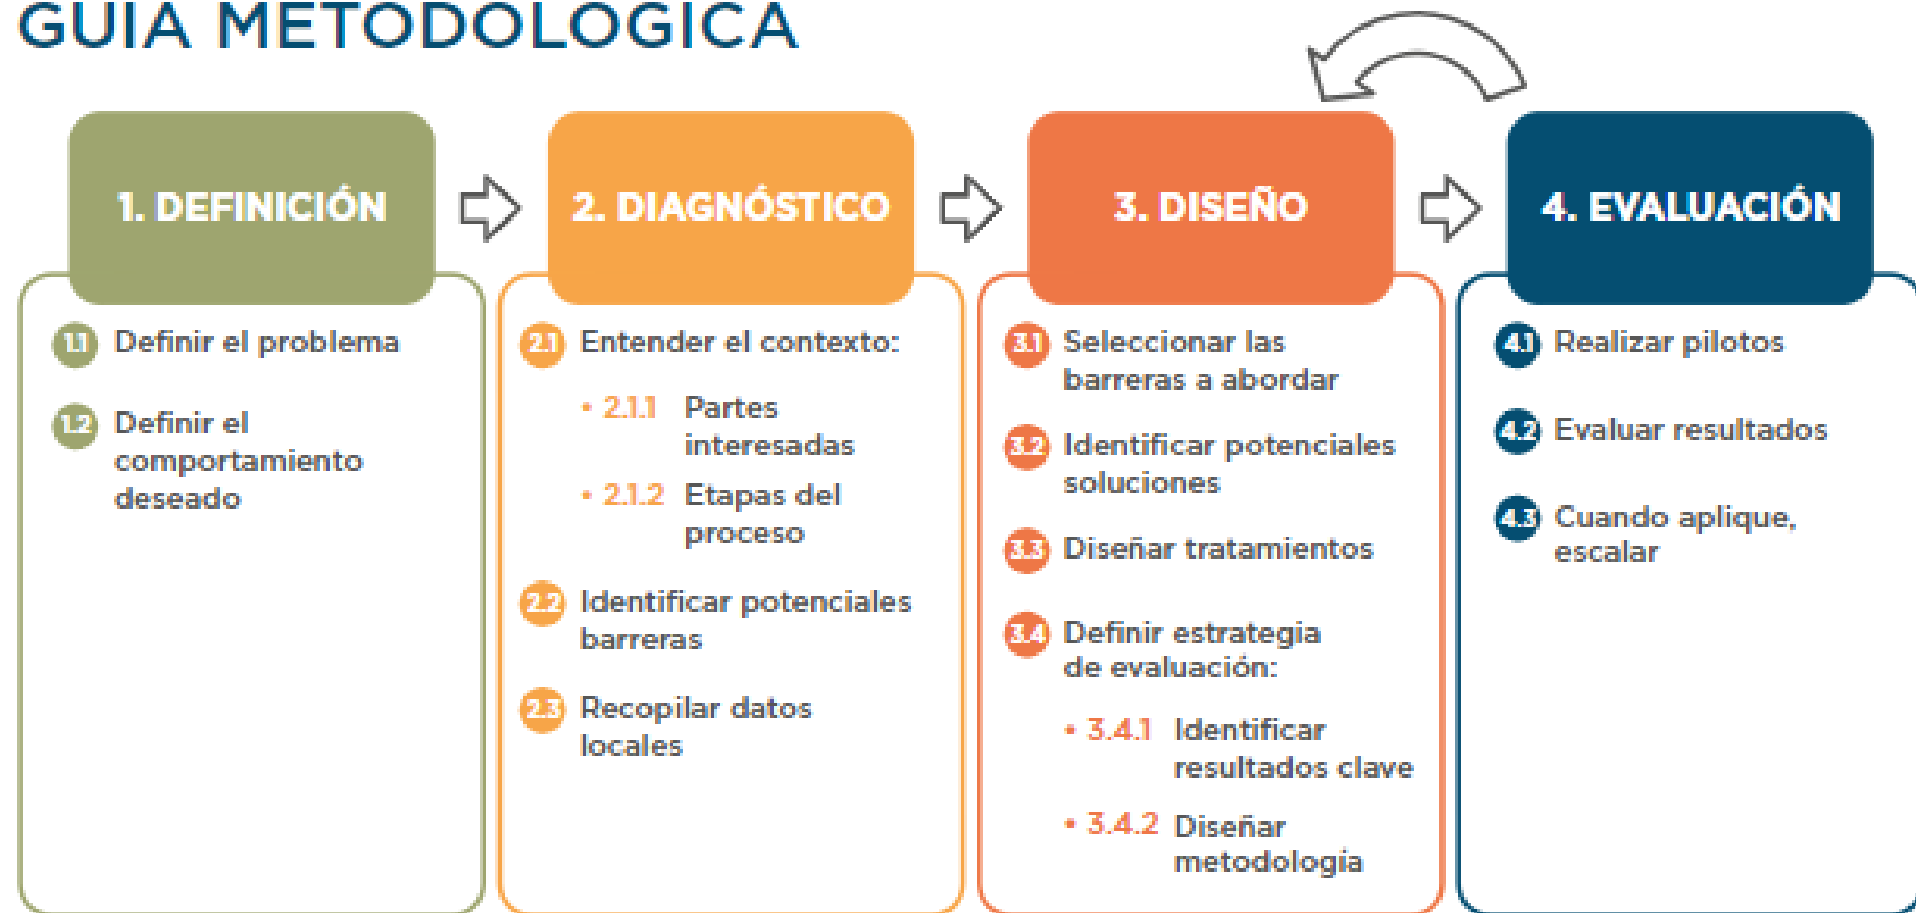 GUÍA METODOLÓGICA
1. DEFINICIÓN
1.1 Definir el problema
1.2 Definir el
comportamiento
deseado
2. DIAGNÓSTICO
2.1 Entender el contexto:
• 2.1.1 Partes
interesadas
• 2.1.2 Etapas del
proceso
2.2 Identificar potenciales
barreras
2.3 Recopilar datos
locales
3. DISEÑO
3.1 Seleccionar las
barreras a abordar
3.2 Identificar potenciales
soluciones
3.3 Diseñar tratamientos
3.4 Definir estrategia
de evaluación:
• 3.4.1 Identificar
resultados clave
• 3.4.2 Diseñar
metodología
4. EVALUACIÓN
4.1 Realizar pilotos
4.2 Evaluar resultados
4.3 Cuando aplique,
escalar